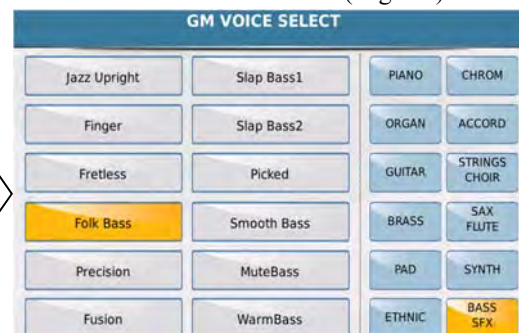 GM VOICE SELECT
Jazz Upright
Slap Bass1
PIANO
CHROM
Finger
Slap Bass2
ORGAN
ACCORD
Fretless
Picked
GUITAR
STRINGS
CHOIR
Folk Bass
Smooth Bass
BRASS
SAX
FLUTE
Precision
MuteBass
PAD
SYNTH
Fusion
WarmBass
ETHNIC
BASS
SFX